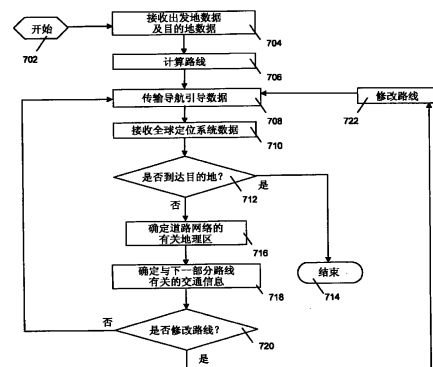 开始
702
接收出发地数据
及目的地数据
704
计算路线
706
传输导航引导数据
708
修改路线
722
接收全球定位系统数据
710
是否到达目的地?
712
是
否
确定道路网络的
有关地理区
716
结束
714
确定与下一部分路线
有关的交通信息
718
否
是否修改路线?
720
是